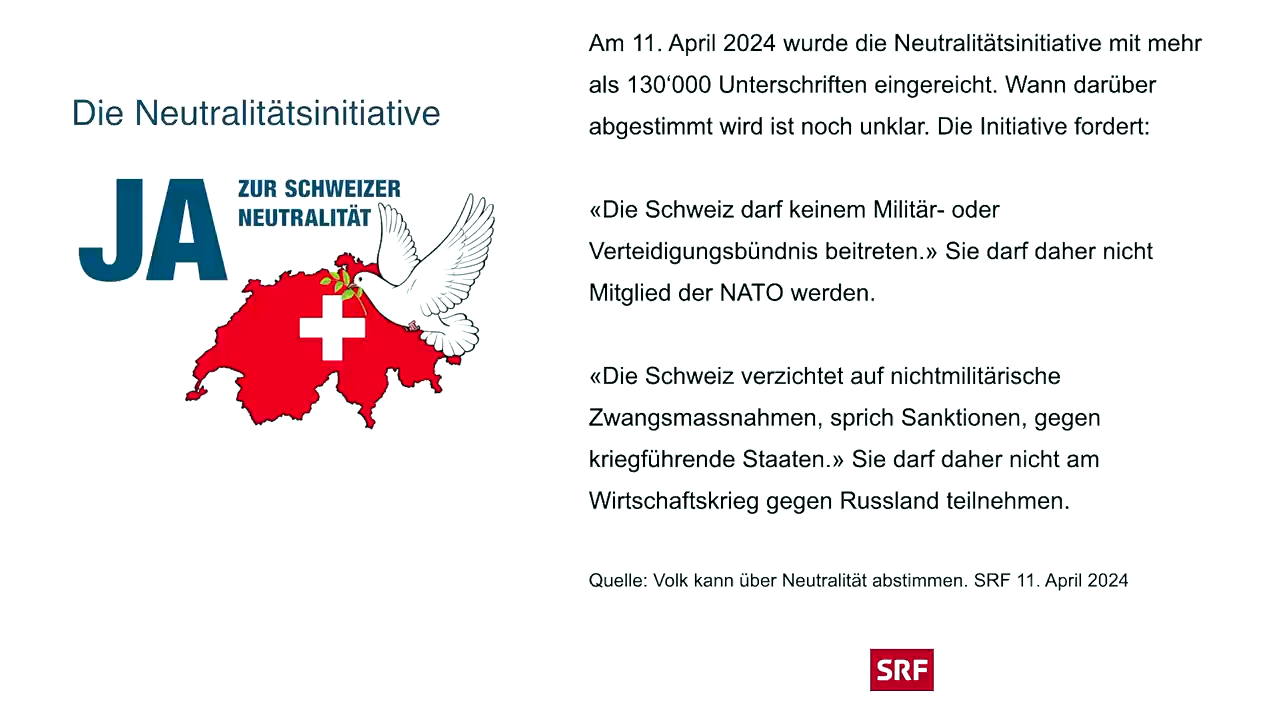 Die Neutralitätsinitiative
JA
ZUR SCHWEIZER
NEUTRALITÄT
Am 11. April 2024 wurde die Neutralitätsinitiative mit mehr
als 130‘000 Unterschriften eingereicht. Wann darüber
abgestimmt wird ist noch unklar. Die Initiative fordert:
«Die Schweiz darf keinem Militär- oder
Verteidigungsbündnis beitreten.» Sie darf daher nicht
Mitglied der NATO werden.
«Die Schweiz verzichtet auf nichtmilitärische
Zwangsmassnahmen, sprich Sanktionen, gegen
kriegführende Staaten.» Sie darf daher nicht am
Wirtschaftskrieg gegen Russland teilnehmen.
Quelle: Volk kann über Neutralität abstimmen. SRF 11. April 2024
SRF